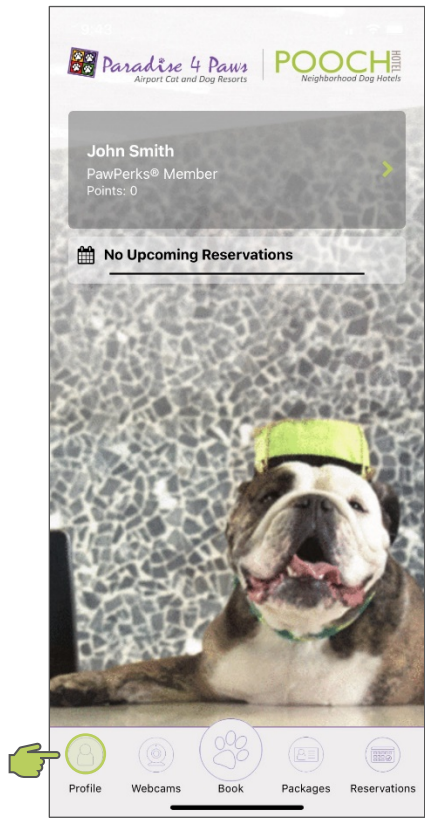 Paradise 4 Paws
Airport Cat and Dog Resorts
POOCH HOTEL
Neighborhood Dog Hotels
John Smith
PawPerks® Member
Points: 0
No Upcoming Reservations
Profile Webcams Book Packages Reservations